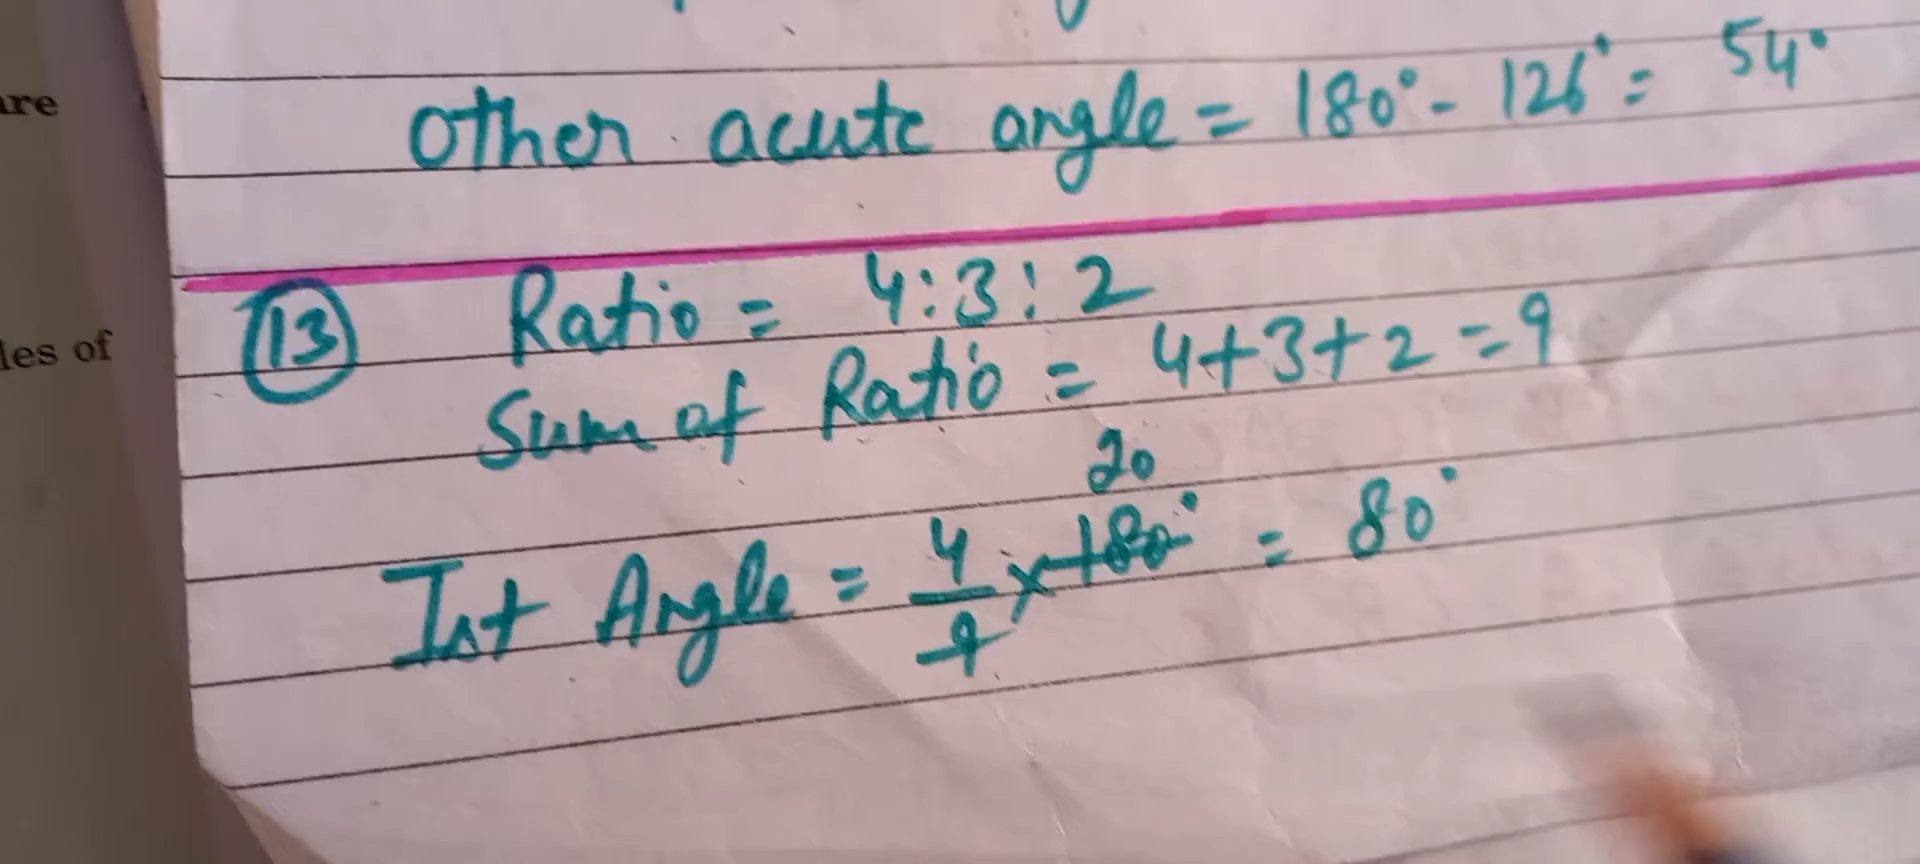 are
Other acute angle = 180° - 126° = 54°
les of
13 Ratio = 4:3:2
Sum of Ratio = 4+3+2 = 9
20
Ist Angle = 4/9 × 180° = 80°